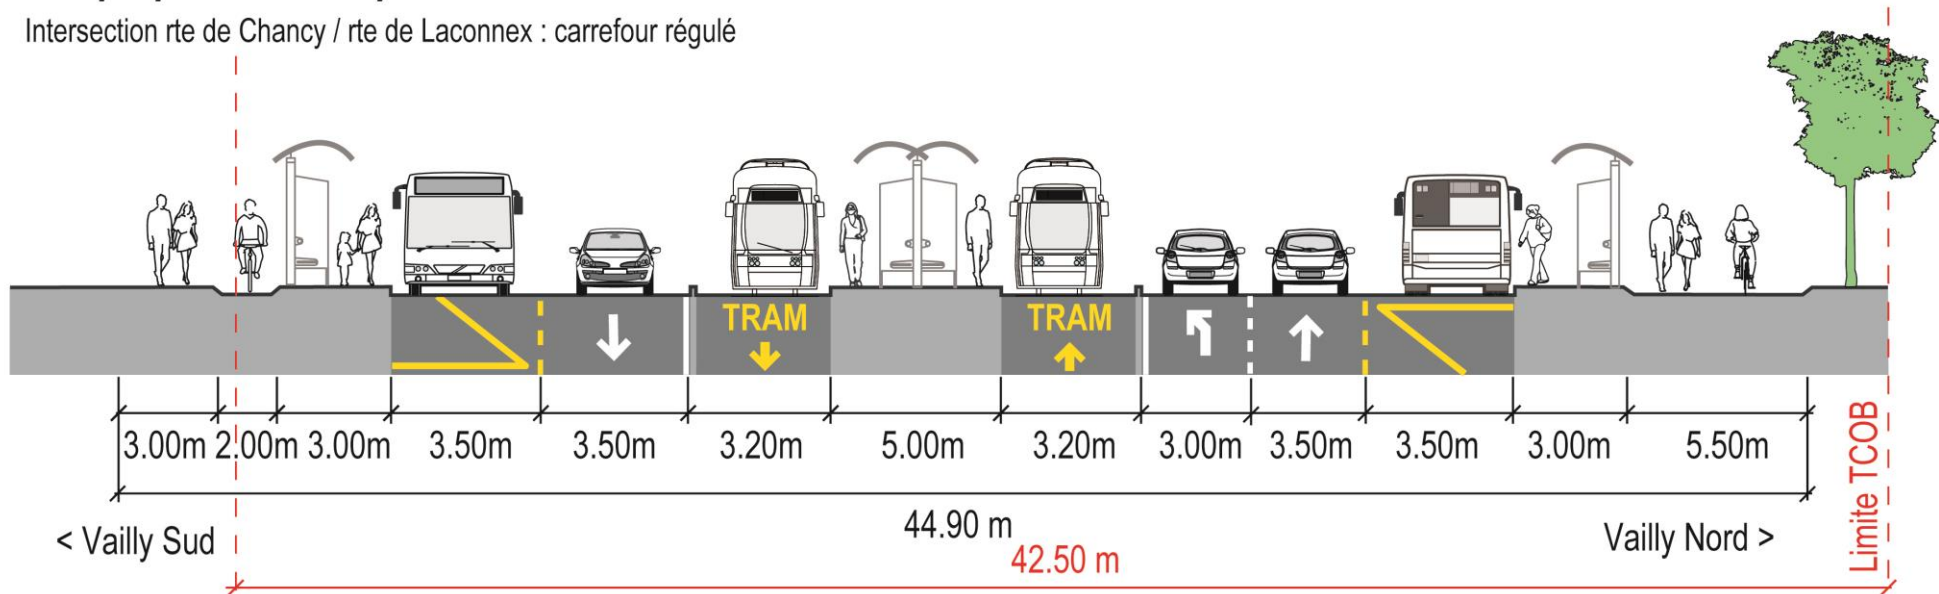 Intersection rte de Chancy / rte de Laconnex : carrefour régulé
TRAM
TRAM
3.00m 2.00m 3.00m 3.50m 3.50m 3.20m 5.00m 3.20m 3.00m 3.50m 3.50m 3.00m 5.50m
44.90 m
42.50 m
< Vailly Sud
Vailly Nord >
Limite TCOB